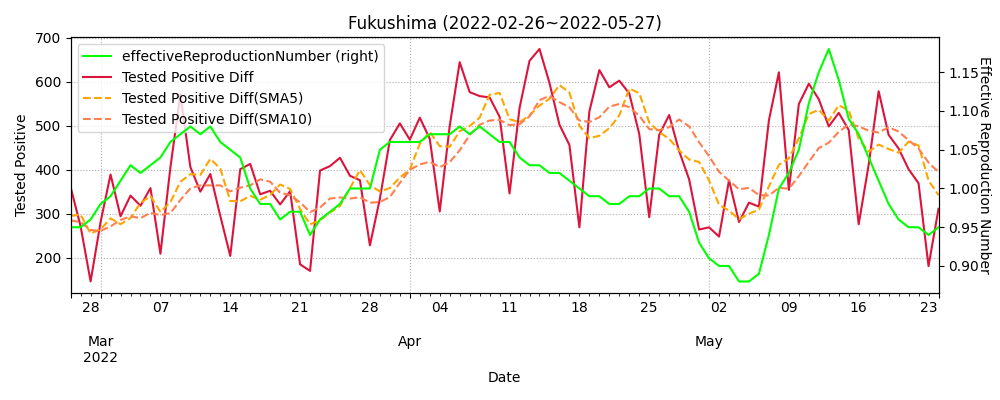 Fukushima (2022-02-26~2022-05-27)
effectiveReproductionNumber (right)
Tested Positive Diff
Tested Positive Diff(SMA5)
Tested Positive Diff(SMA10)
Tested Positive
700
600
500
400
300
200
1.15
1.10
1.05
1.00
0.95
0.90
Effective Reproduction Number
28 07 14 21 28 04 11 18 25 02 09 16 23
Mar Apr May
2022
Date